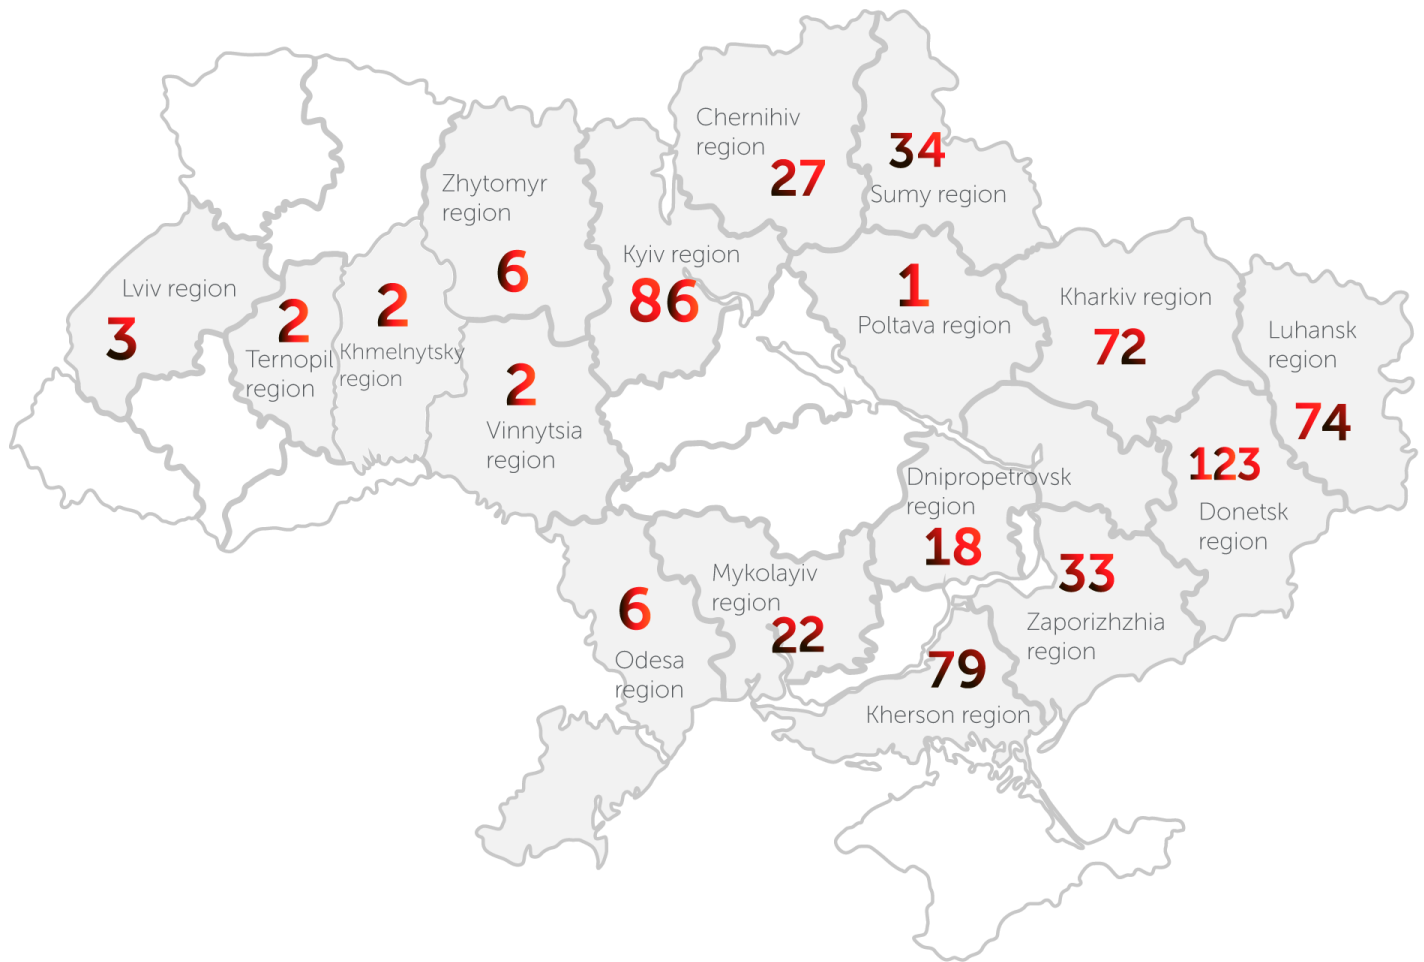 Chernihiv
region
27
34
Sumy region
Zhytomyr
region
6
Kyiv region
86
1
Poltava region
Kharkiv region
72
Luhansk
region
74
Lviv region
3
2
Ternopil
region
2
Khmelnytsky
region
2
Vinnytsia
region
123
Donetsk
region
Dnipropetrovsk
region
18
33
Zaporizhzhia
region
Mykolayiv
region
22
6
Odesa
region
79
Kherson region